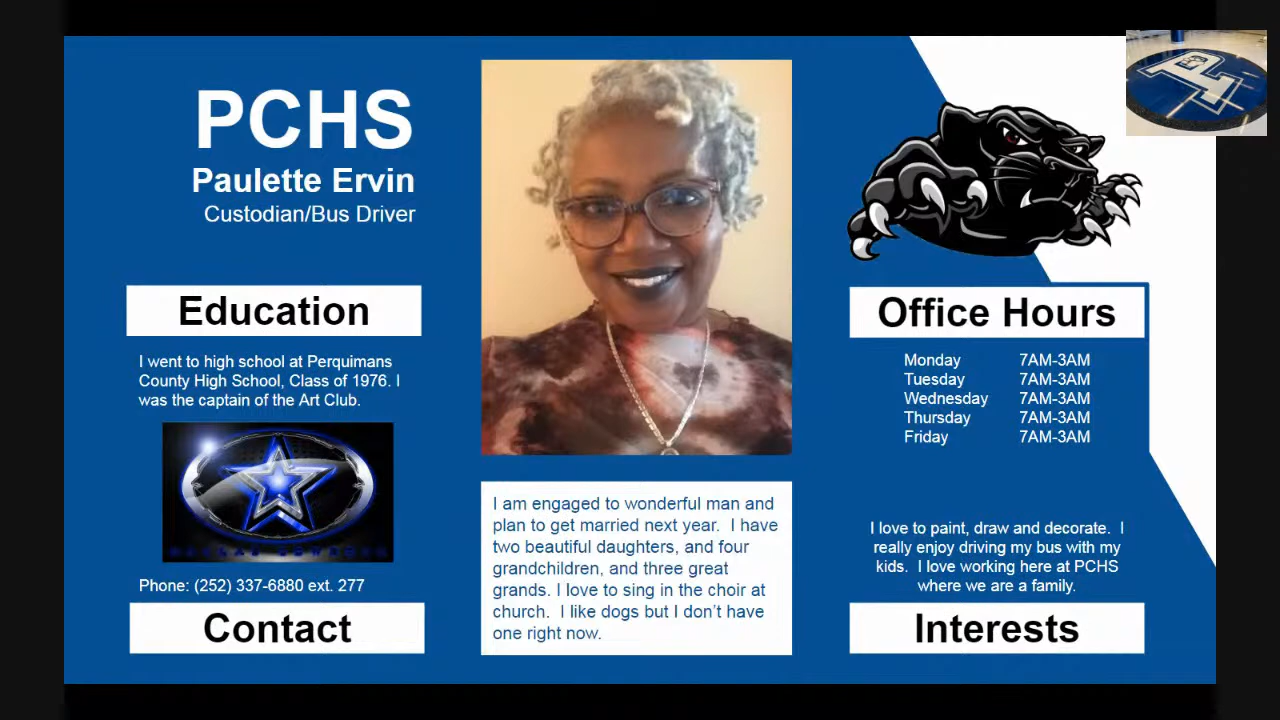 PCHS
Paulette Ervin
Custodian/Bus Driver
Education
I went to high school at Perquimans
County High School, Class of 1976. I
was the captain of the Art Club.
Phone: (252) 337-6880 ext. 277
Contact
I am engaged to wonderful man and
plan to get married next year. I have
two beautiful daughters, and four
grandchildren, and three great
grands. I love to sing in the choir at
church. I like dogs but I don’t have
one right now.
Office Hours
Monday 7AM-3AM
Tuesday 7AM-3AM
Wednesday 7AM-3AM
Thursday 7AM-3AM
Friday 7AM-3AM
I love to paint, draw and decorate. I
really enjoy driving my bus with my
kids. I love working here at PCHS
where we are a family.
Interests
P